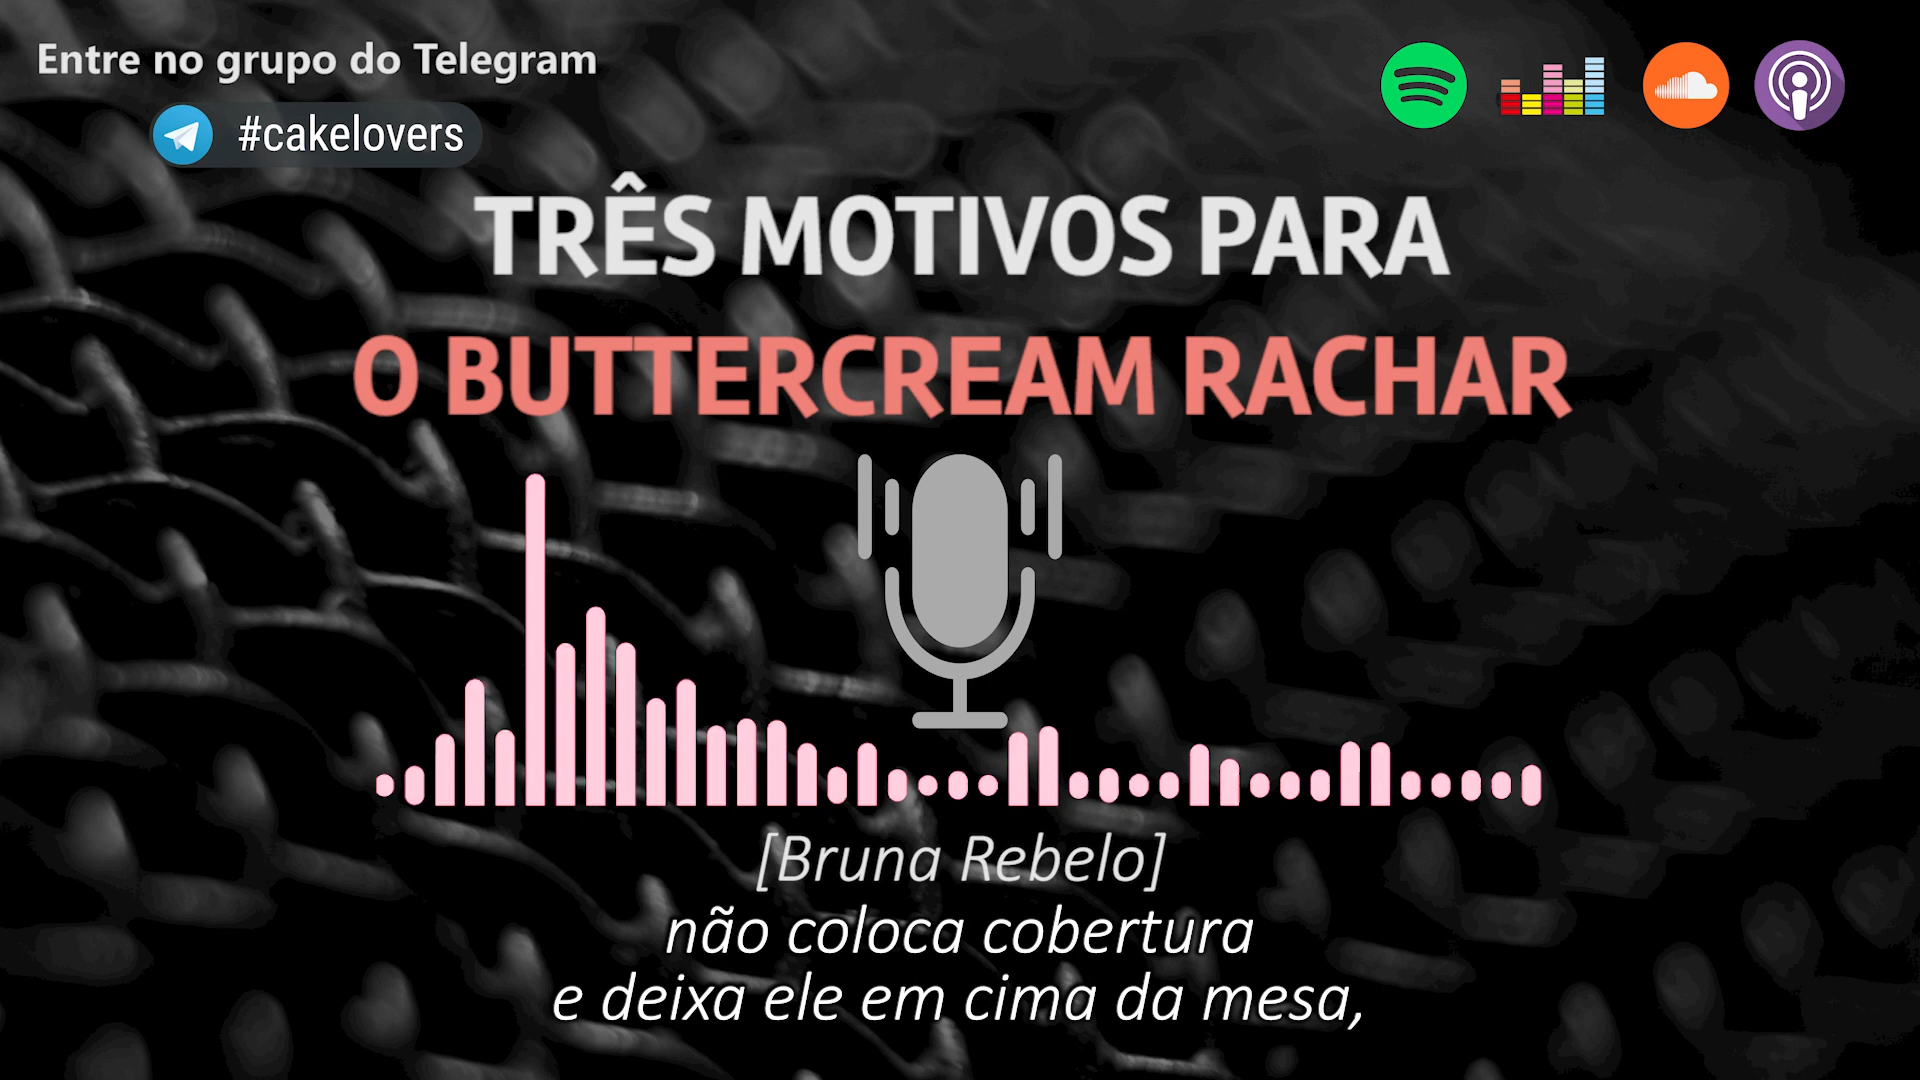 Entre no grupo do Telegram
#cakelovers
TRÊS MOTIVOS PARA
O BUTTERCREAM RACHAR
[Bruna Rebelo]
não coloca cobertura
e deixa ele em cima da mesa,